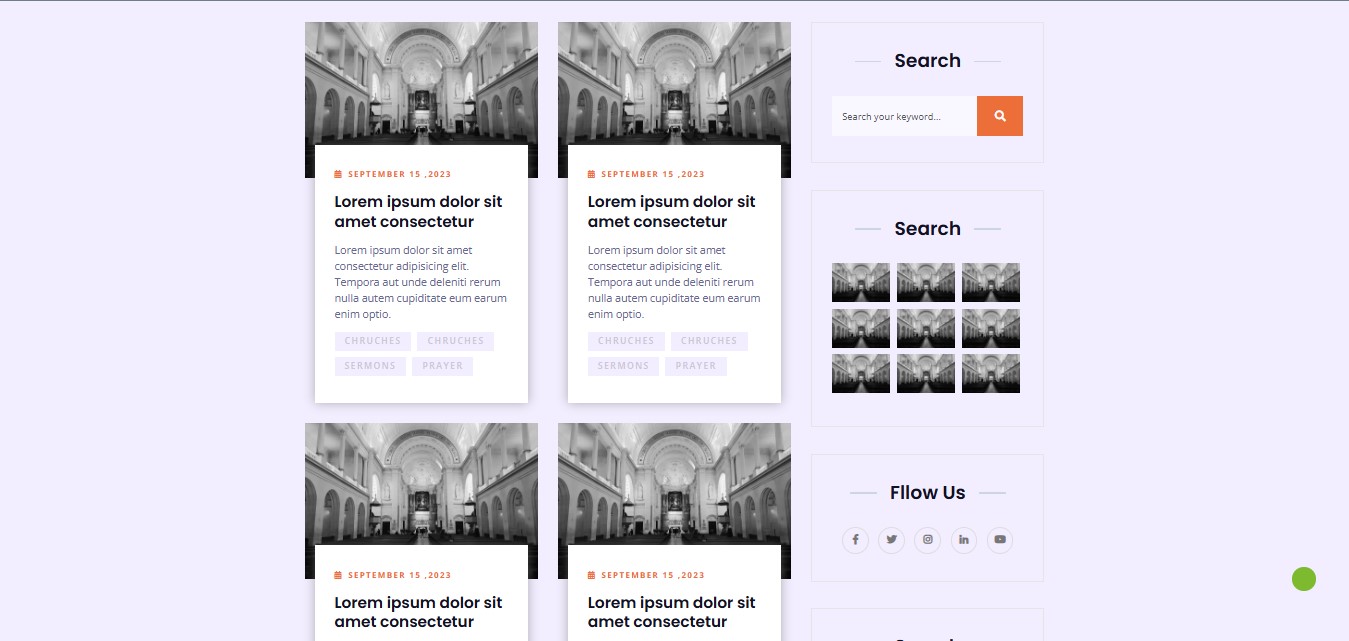 SEPTEMBER 15 ,2023
Lorem ipsum dolor sit
amet consectetur
Lorem ipsum dolor sit amet
consectetur adipisicing elit.
Tempora aut unde deleniti rerum
nulla autem cupiditate eum earum
enim optio.
CHRUCHES CHRUCHES
SERMONS PRAYER
SEPTEMBER 15 ,2023
Lorem ipsum dolor sit
amet consectetur
Lorem ipsum dolor sit amet
consectetur adipisicing elit.
Tempora aut unde deleniti rerum
nulla autem cupiditate eum earum
enim optio.
CHRUCHES CHRUCHES
SERMONS PRAYER
SEPTEMBER 15 ,2023
Lorem ipsum dolor sit
amet consectetur
SEPTEMBER 15 ,2023
Lorem ipsum dolor sit
amet consectetur
Search
Search your keyword...
Search
Fllow Us